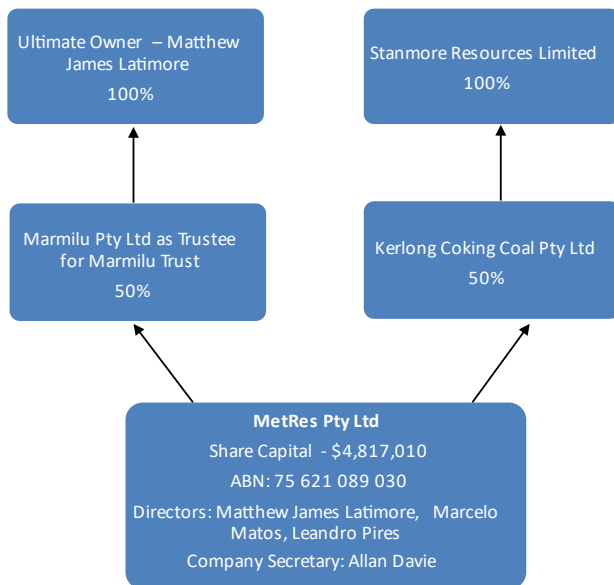 Ultimate Owner – Matthew
James Latimore
100%
Stanmore Resources Limited
100%
Marmilu Pty Ltd as Trustee
for Marmilu Trust
50%
Kerlong Coking Coal Pty Ltd
50%
MetRes Pty Ltd
Share Capital - $4,817,010
ABN: 75 621 089 030
Directors: Matthew James Latimore, Marcelo
Matos, Leandro Pires
Company Secretary: Allan Davie